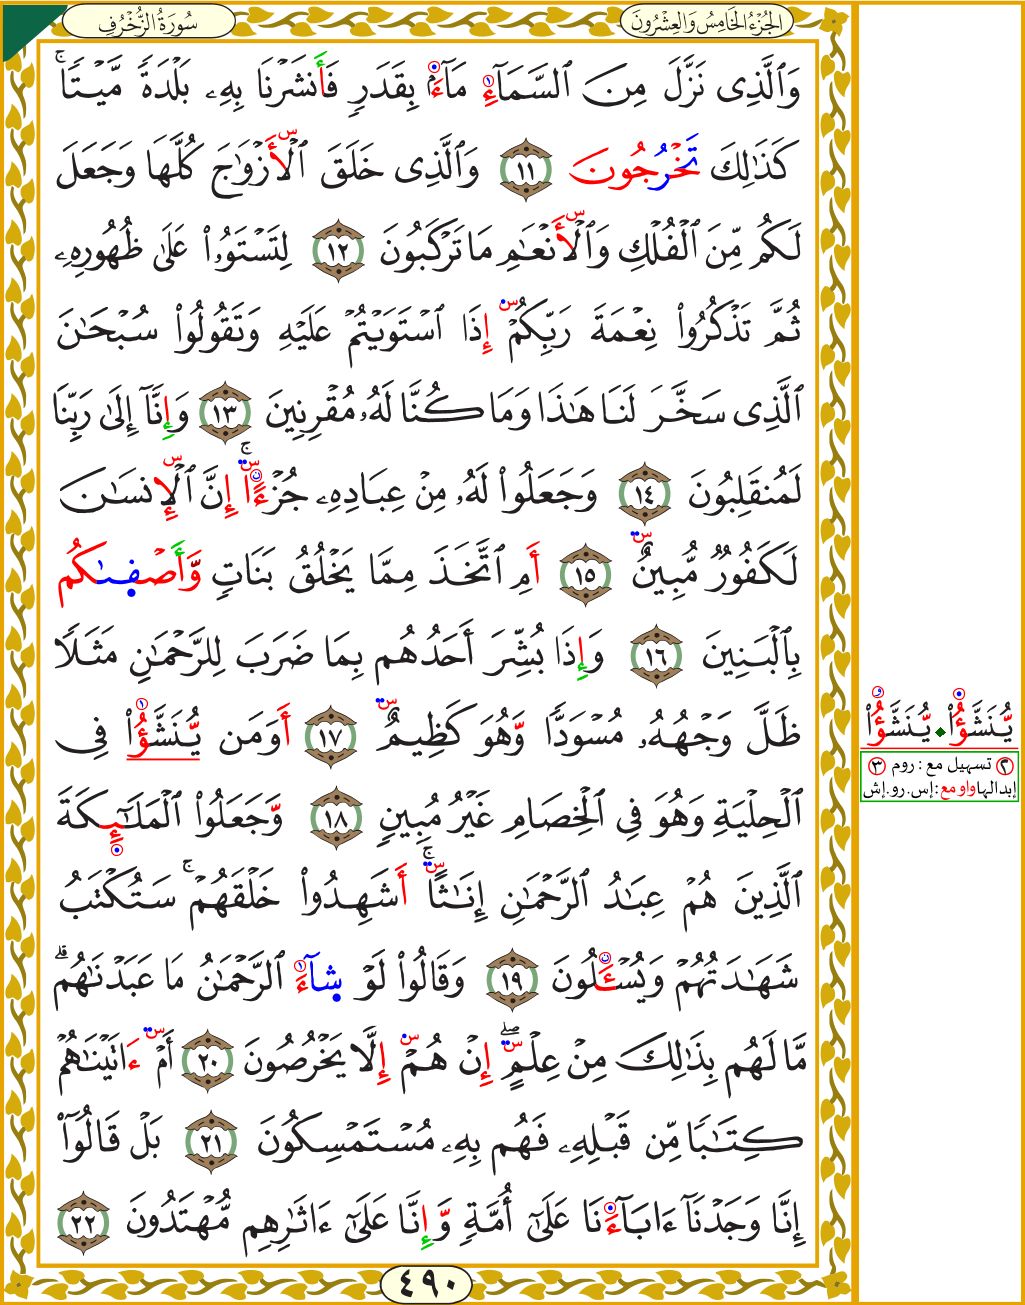 سُورَةُ الزُّخْرُفِ
الجُزْءُ الخَامِسُ وَالعِشْرُونَ
وَٱلَّذِى نَزَّلَ مِنَ ٱلسَّمَآءِ مَآءَۢ بِقَدَرٍ فَأَنشَرْنَا بِهِۦ بَلْدَةً مَّيْتًا ۚ
كَذَٰلِكَ تَخْرُجُونَ ١١ وَٱلَّذِى خَلَقَ ٱلْأَزْوَٰجَ كُلَّهَا وَجَعَلَ
لَكُم مِّنَ ٱلْفُلْكِ وَٱلْأَنْعَٰمِ مَا تَرْكَبُونَ ١٢ لِتَسْتَوُۥا۟ عَلَىٰ ظُهُورِهِۦ
ثُمَّ تَذْكُرُوا۟ نِعْمَةَ رَبِّكُمْ إِذَا ٱسْتَوَيْتُمْ عَلَيْهِ وَتَقُولُوا۟ سُبْحَٰنَ
ٱلَّذِى سَخَّرَ لَنَا هَٰذَا وَمَا كُنَّا لَهُۥ مُقْرِنِينَ ١٣ وَإِنَّآ إِلَىٰ رَبِّنَا
لَمُنقَلِبُونَ ١٤ وَجَعَلُوا۟ لَهُۥ مِنْ عِبَادِهِۦ جُزْءًا ۚ إِنَّ ٱلْإِنسَٰنَ
لَكَفُورٌ مُّبِينٌ ١٥ أَمِ ٱتَّخَذَ مِمَّا يَخْلُقُ بَنَاتٍ وَأَصْفَىٰكُم
بِٱلْبَنِينَ ١٦ وَإِذَا بُشِّرَ أَحَدُهُم بِمَا ضَرَبَ لِلرَّحْمَٰنِ مَثَلًا
ظَلَّ وَجْهُهُۥ مُسْوَدًّا وَهُوَ كَظِيمٌ ١٧ أَوَمَن يُنَشَّؤُا۟ فِى
ٱلْحِلْيَةِ وَهُوَ فِى ٱلْخِصَامِ غَيْرُ مُبِينٍ ١٨ وَجَعَلُوا۟ ٱلْمَلَٰٓئِكَةَ
ٱلَّذِينَ هُمْ عِبَٰدُ ٱلرَّحْمَٰنِ إِنَٰثًا ۚ أَشَهِدُوا۟ خَلْقَهُمْ ۚ سَتُكْتَبُ
شَهَٰدَتُهُمْ وَيُسْـَٔلُونَ ١٩ وَقَالُوا۟ لَوْ شَآءَ ٱلرَّحْمَٰنُ مَا عَبَدْنَٰهُم ۗ
مَّا لَهُم بِذَٰلِكَ مِنْ عِلْمٍ ۖ إِنْ هُمْ إِلَّا يَخْرُصُونَ ٢٠ أَمْ ءَاتَيْنَٰهُمْ
كِتَٰبًا مِّن قَبْلِهِۦ فَهُم بِهِۦ مُسْتَمْسِكُونَ ٢١ بَلْ قَالُوٓا۟
إِنَّا وَجَدْنَآ ءَابَآءَنَا عَلَىٰٓ أُمَّةٍ وَإِنَّا عَلَىٰٓ ءَاثَٰرِهِم مُّهْتَدُونَ ٢٢
٤٩٠
يُنَشَّؤُا۟ يُنَشَّؤُا۟
٢ تسهيل مع: روم ٣
إبدالها واو مع: إس.رو.إش